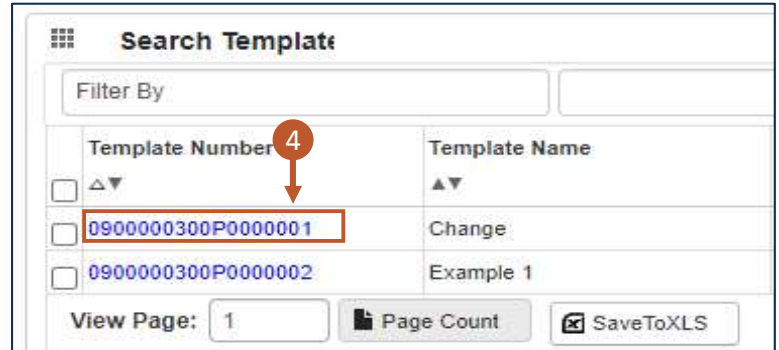 Search Template
Filter By
Template Number 4 Template Name
0900000300P0000001 Change
0900000300P0000002 Example 1
View Page: 1 Page Count SaveToXLS